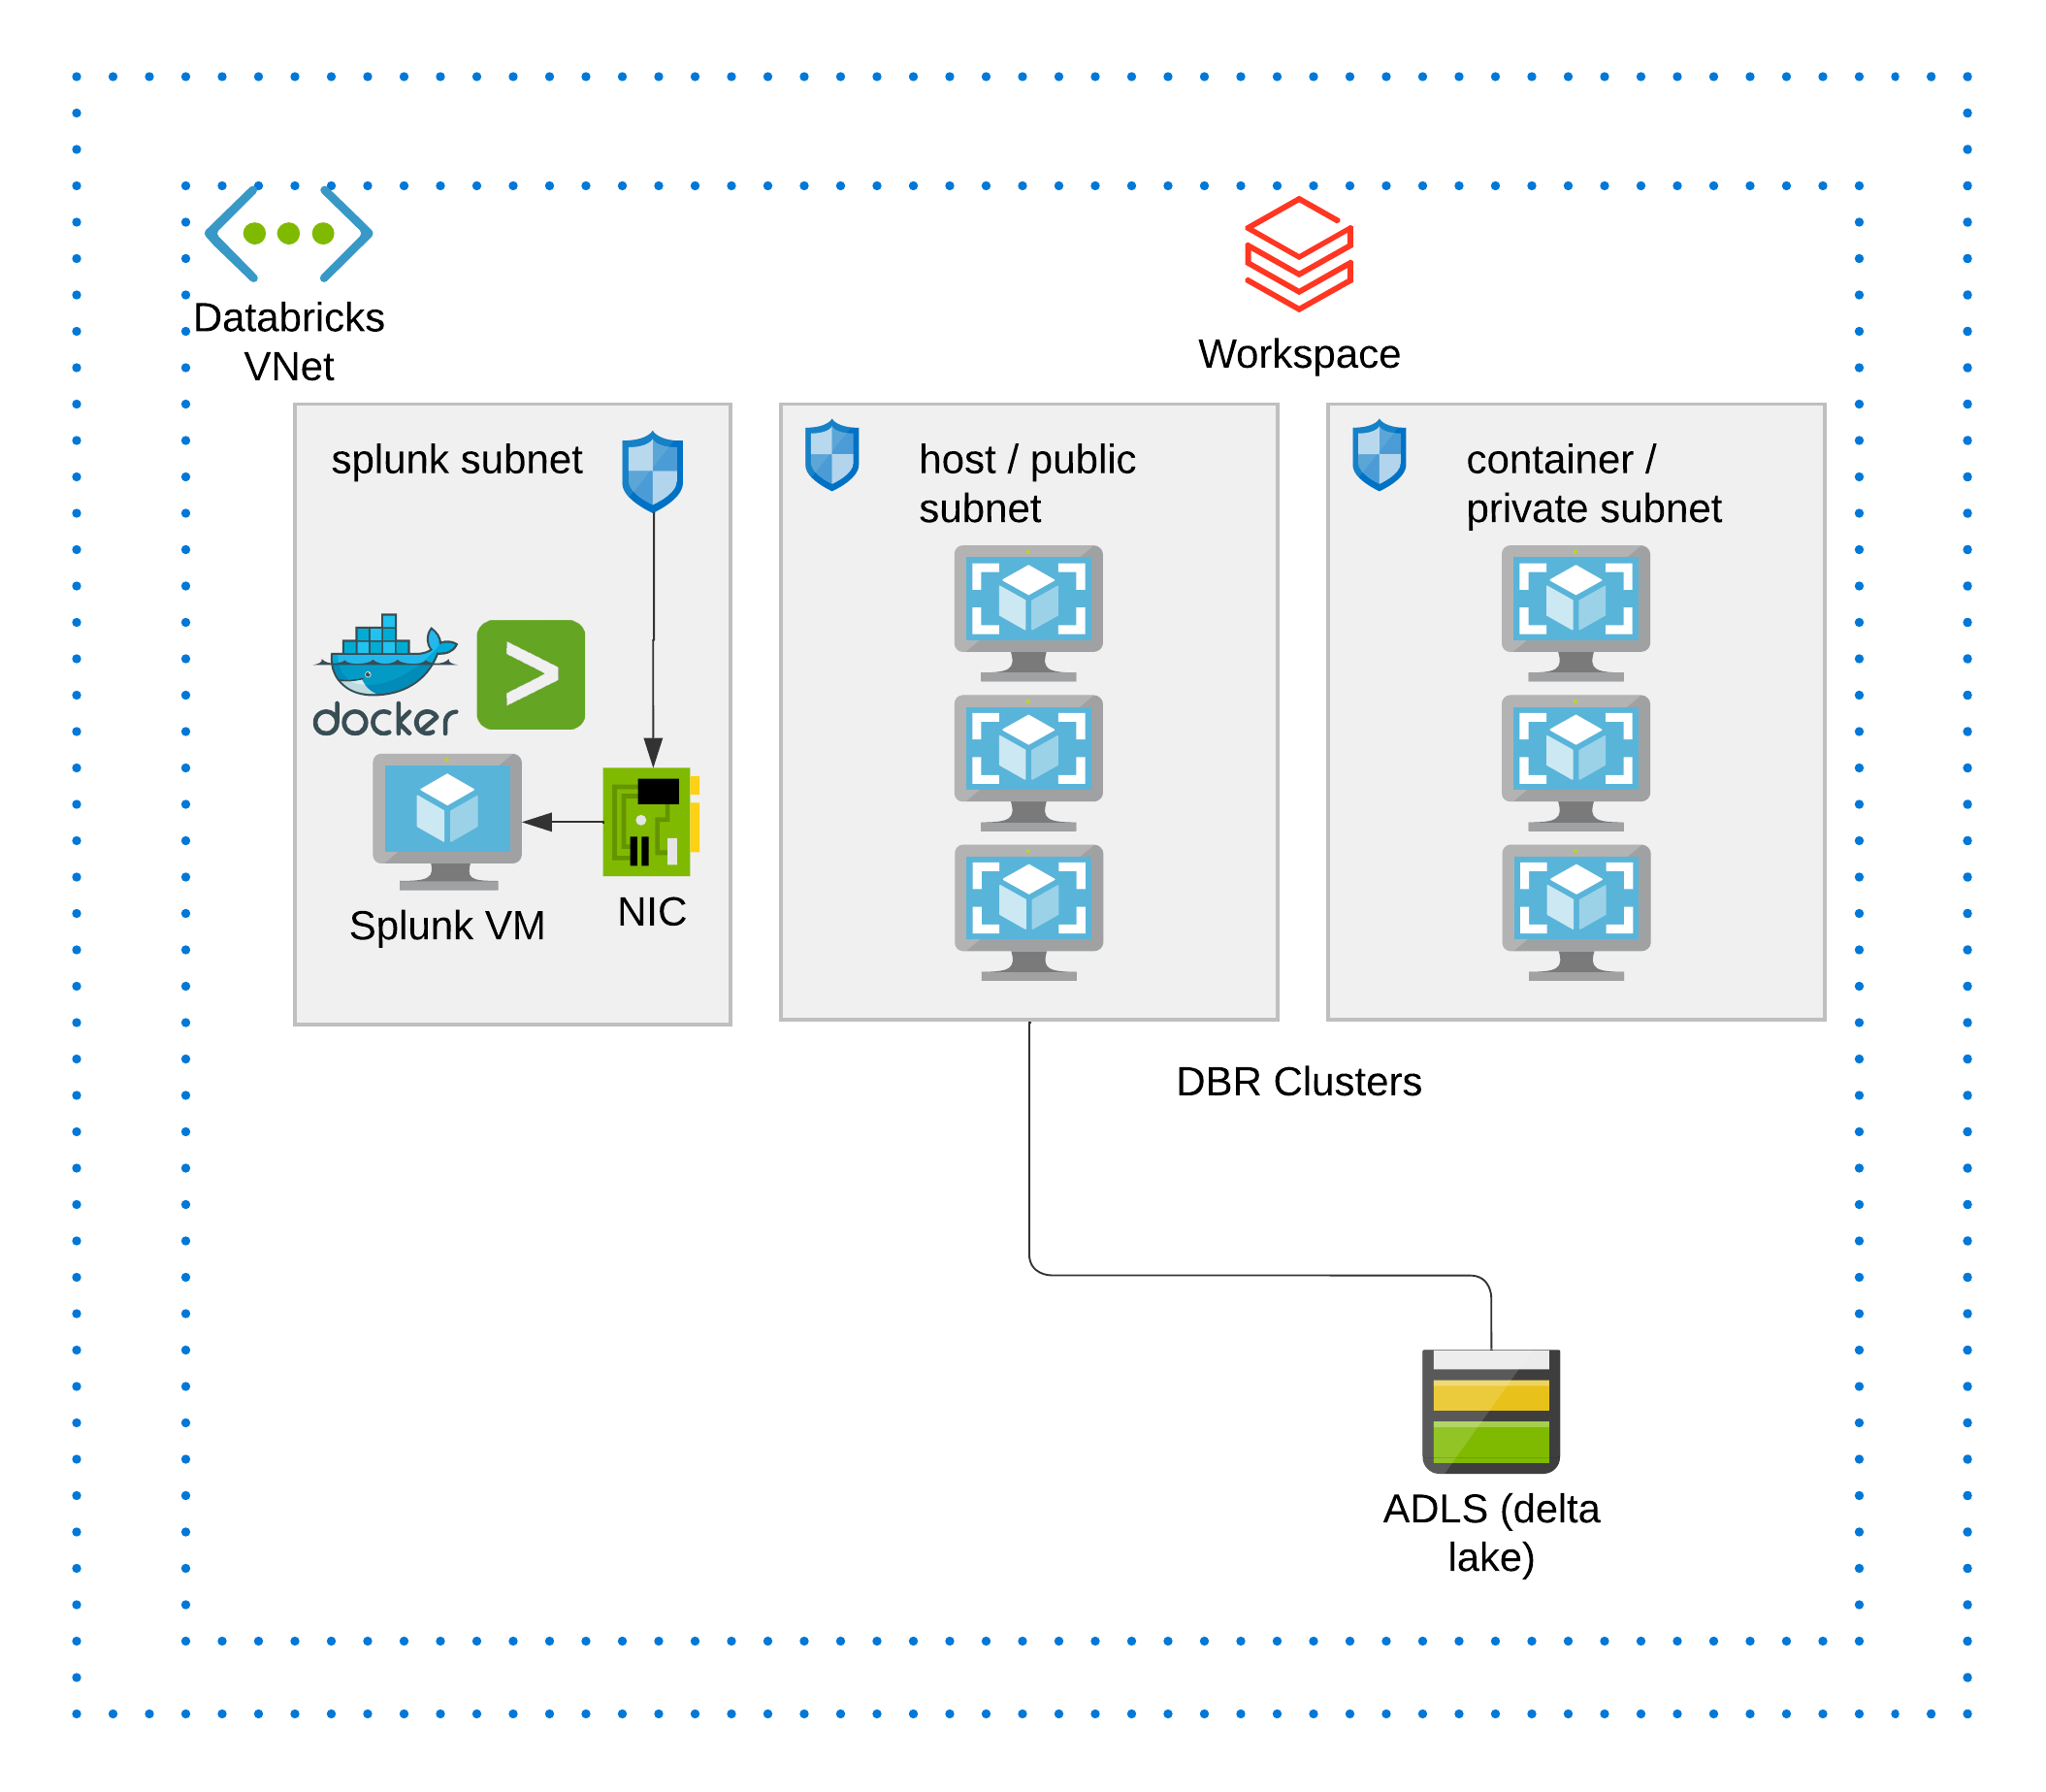 Databricks
VNet
Workspace
splunk subnet
host / public
subnet
container /
private subnet
docker
Splunk VM
NIC
DBR Clusters
ADLS (delta
lake)